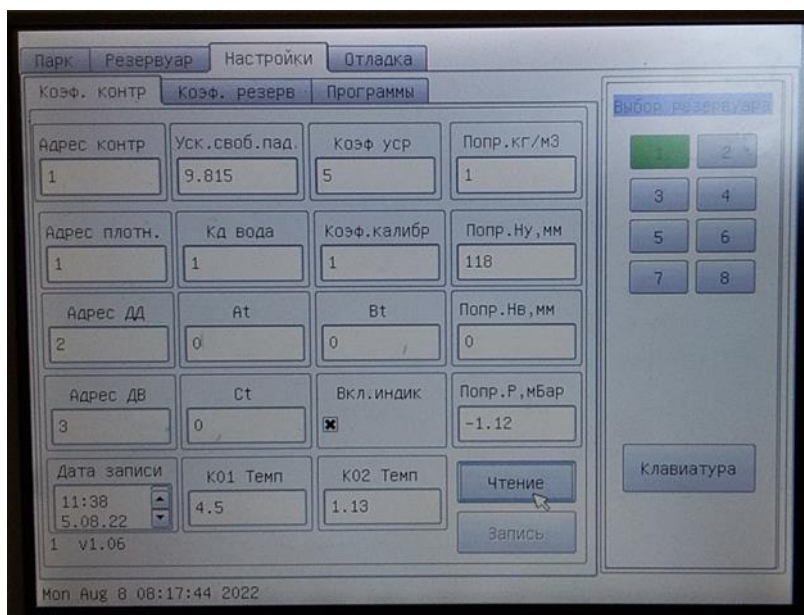 Парк Резервуар Настройки Отладка
Коэф. контр Коэф. резерв Программы
Выбор резервуара
Адрес контр Уск.своб.пад. Коэф уср Попр.кг/м3
1 9.815 5 1
1 2
3 4
Адрес плотн. Кд вода Коэф.калибр Попр.Ну,мм
1 1 1 118
5 6
7 8
Адрес ДД At Bt Попр.Нв,мм
2 0 0 0
Адрес ДВ Ct Вкл.индик Попр.Р,мБар
3 0 -1.12
Дата записи КО1 Темп КО2 Темп Чтение Клавиатура
11:38 4.5 1.13
5.08.22
Запись
1 v1.06
Mon Aug 8 08:17:44 2022